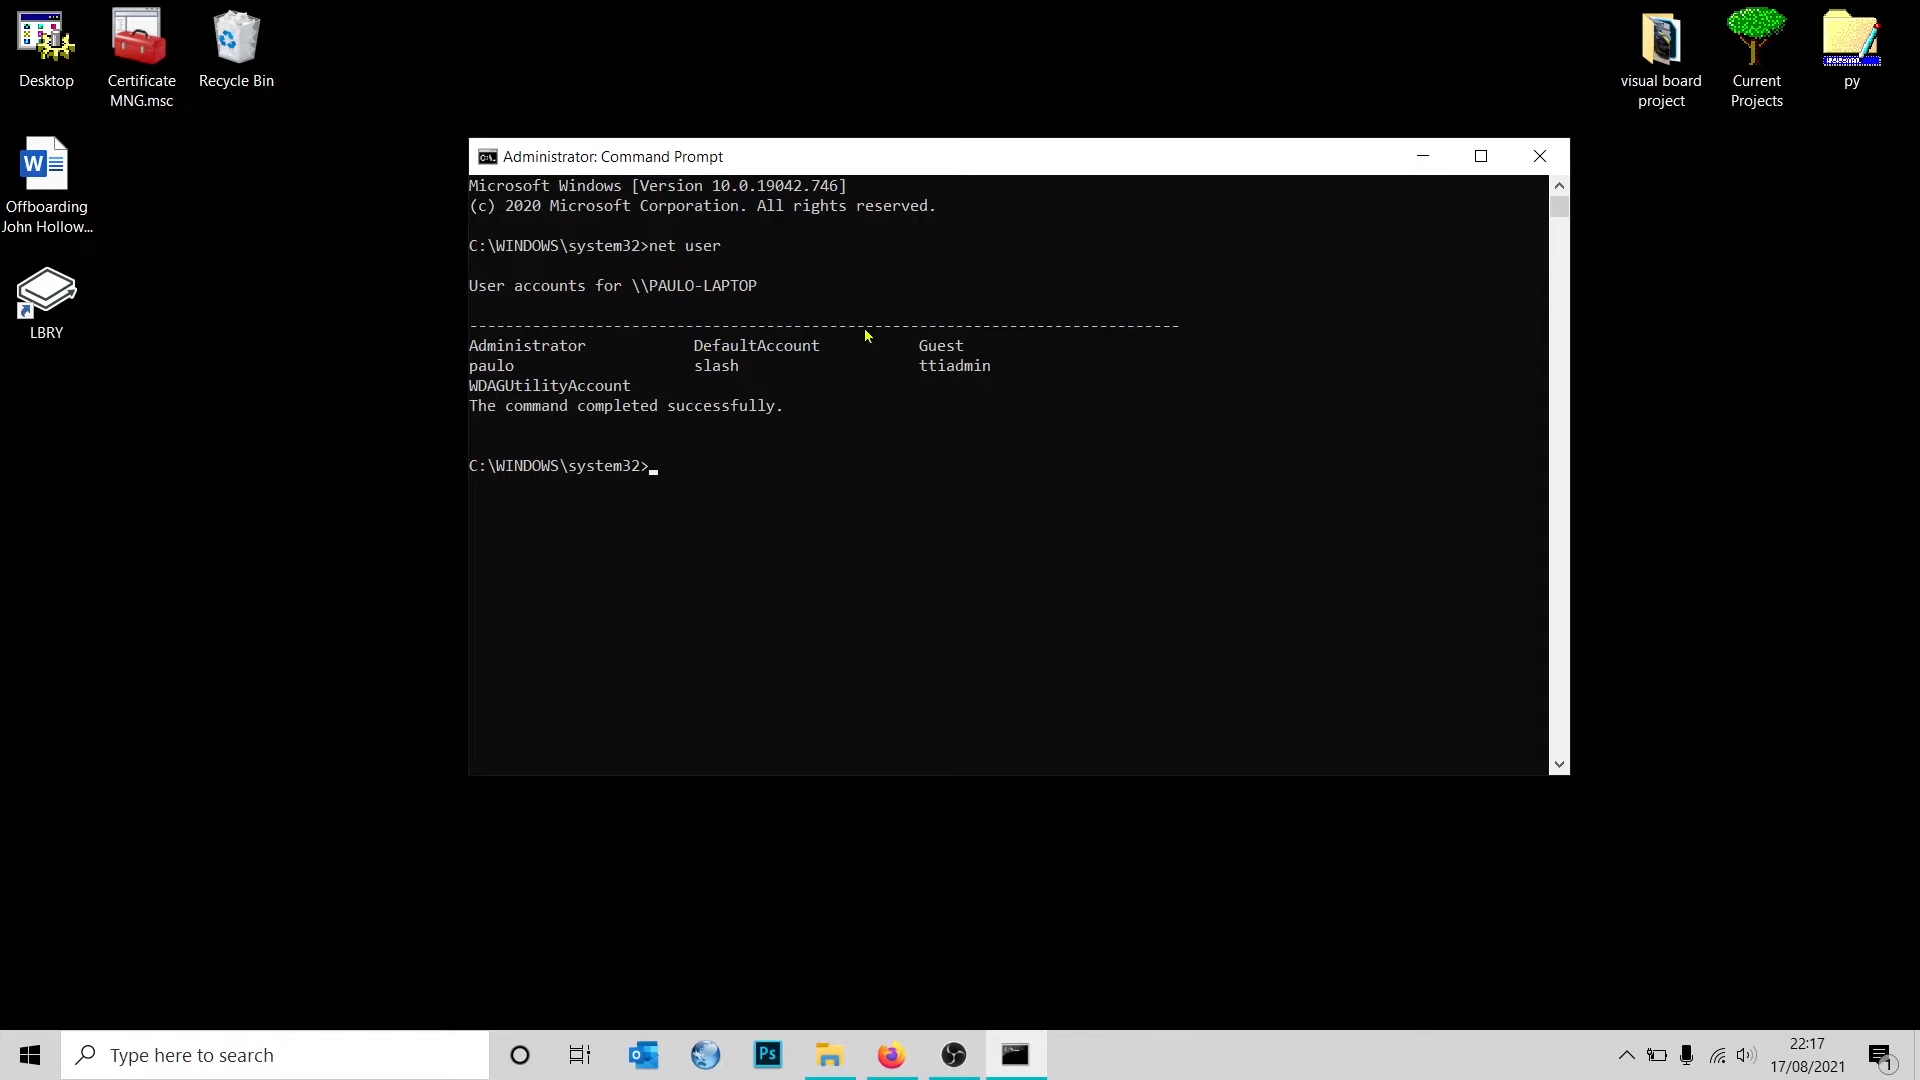 Desktop
Certificate
MNG.msc
Recycle Bin
Offboarding
John Hollow...
LBRY
visual board
project
Current
Projects
py
Administrator: Command Prompt
Microsoft Windows [Version 10.0.19042.746]
(c) 2020 Microsoft Corporation. All rights reserved.
C:\WINDOWS\system32>net user
User accounts for \\PAULO-LAPTOP
-------------------------------------------------------------------------------
Administrator DefaultAccount Guest
paulo slash ttiadmin
WDAGUtilityAccount
The command completed successfully.
C:\WINDOWS\system32>
Type here to search
Ps
22:17
17/08/2021
1